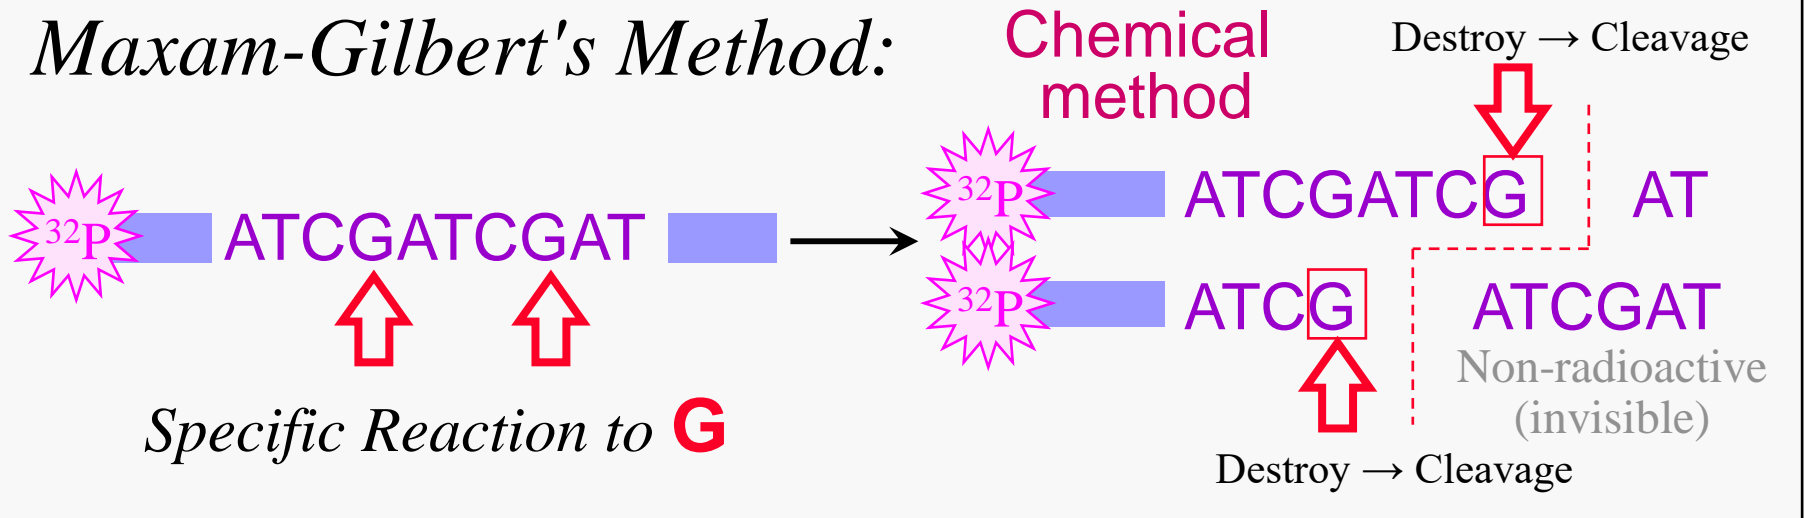 Maxam-Gilbert's Method:
Chemical
method
Destroy → Cleavage
32P
ATCGATCGAT
32P
ATCGATCG
AT
32P
ATCG
ATCGAT
Non-radioactive
(invisible)
Specific Reaction to G
Destroy → Cleavage